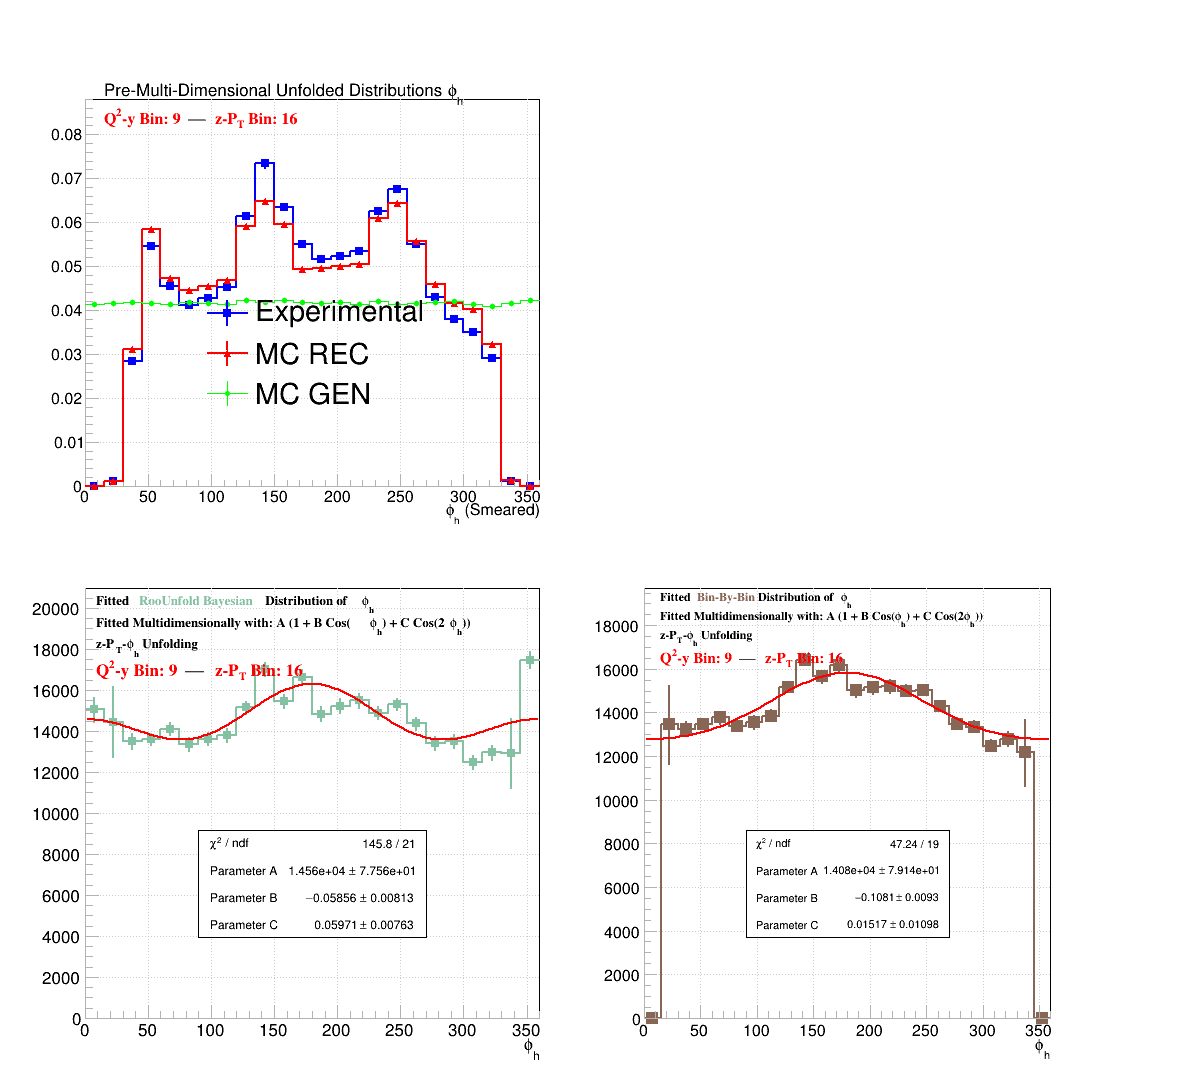 Pre-Multi-Dimensional Unfolded Distributions ϕh
Q²-y Bin: 9 — z-PT Bin: 16
0.08
0.07
0.06
0.05
0.04
0.03
0.02
0.01
0
Experimental
MC REC
MC GEN
0 50 100 150 200 250 300 350
ϕh (Smeared)
Fitted RooUnfold Bayesian Distribution of ϕh
Fitted Multidimensionally with: A (1 + B Cos( ϕh) + C Cos(2 ϕh))
z-PT-ϕh Unfolding
Q²-y Bin: 9 — z-PT Bin: 16
20000
18000
16000
14000
12000
10000
8000
6000
4000
2000
0
χ² / ndf 145.8 / 21
Parameter A 1.456e+04 ± 7.756e+01
Parameter B −0.05856 ± 0.00813
Parameter C 0.05971 ± 0.00763
0 50 100 150 200 250 300 350
ϕh
Fitted Bin-By-Bin Distribution of ϕh
Fitted Multidimensionally with: A (1 + B Cos(ϕh) + C Cos(2ϕh))
z-PT-ϕh Unfolding
Q²-y Bin: 9 — z-PT Bin: 16
18000
16000
14000
12000
10000
8000
6000
4000
2000
0
χ² / ndf 47.24 / 19
Parameter A 1.408e+04 ± 7.914e+01
Parameter B −0.1081 ± 0.0093
Parameter C 0.01517 ± 0.01098
0 50 100 150 200 250 300 350
ϕh